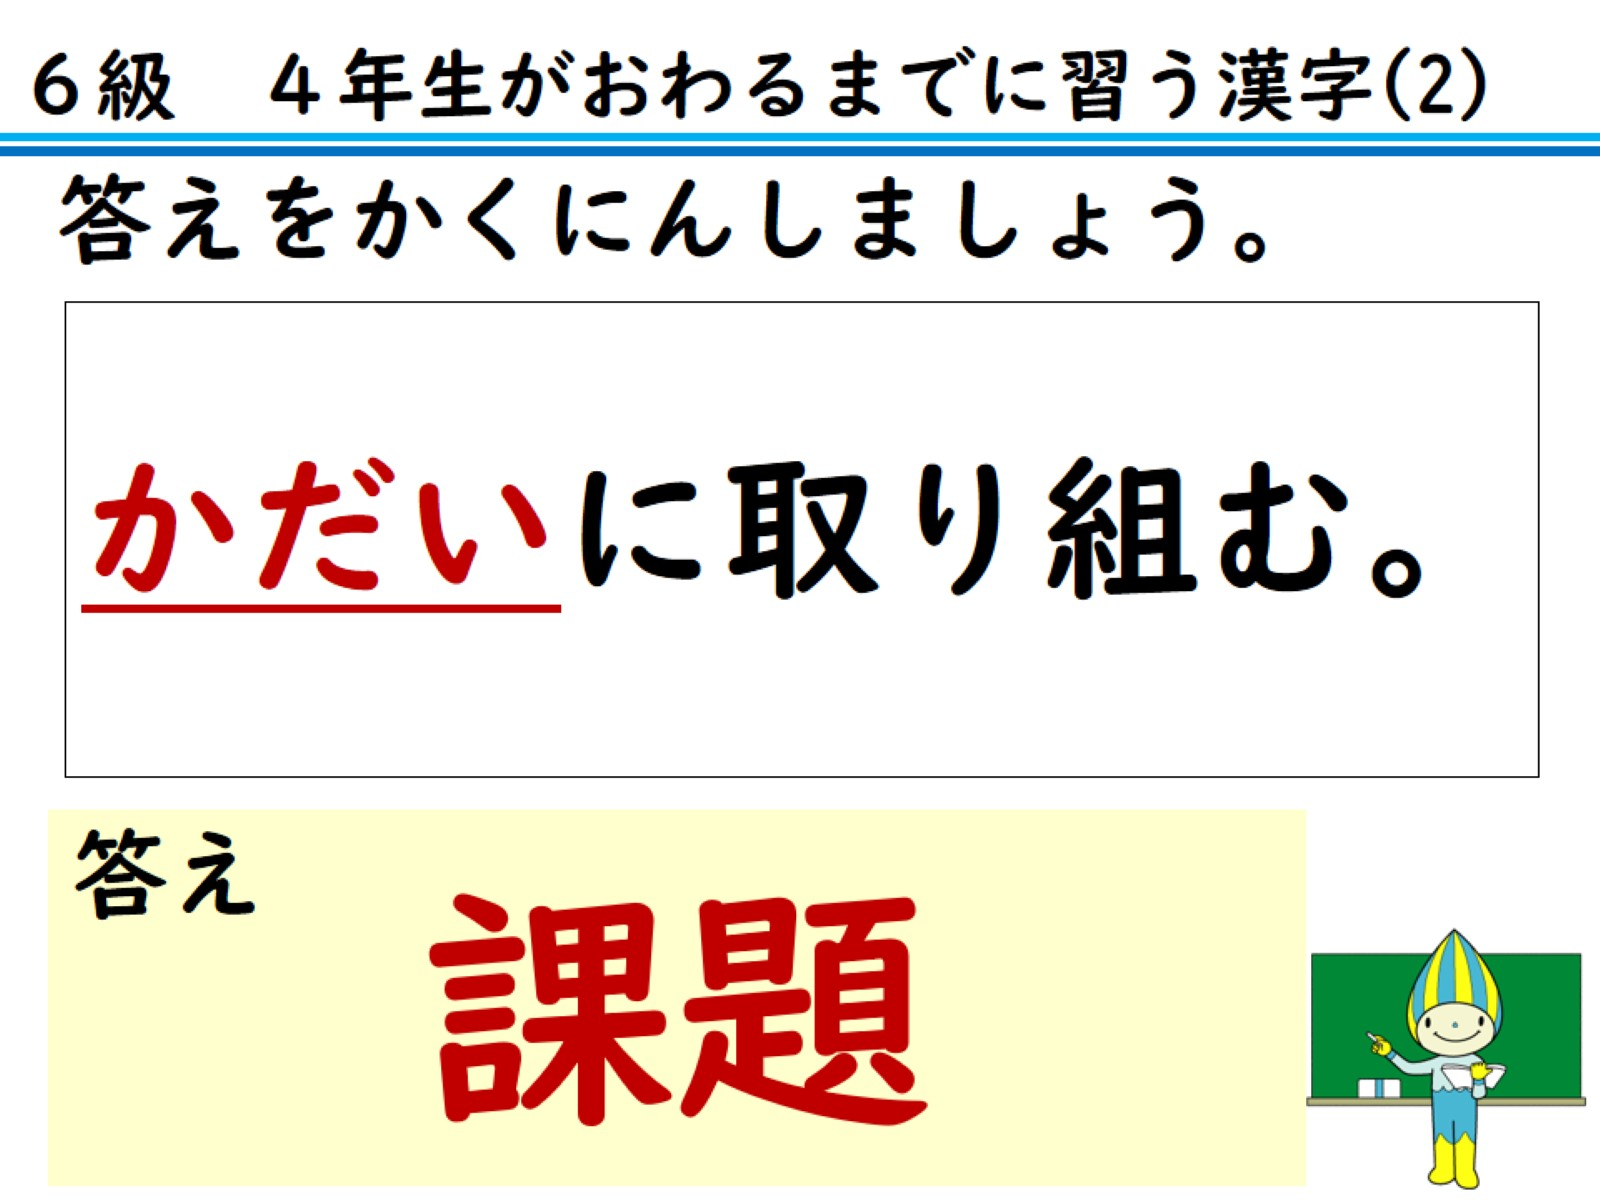 ６級　４年生がおわるまでに習う漢字(2)
答えをかくにんしましょう。
かだいに取り組む。
答え
課題